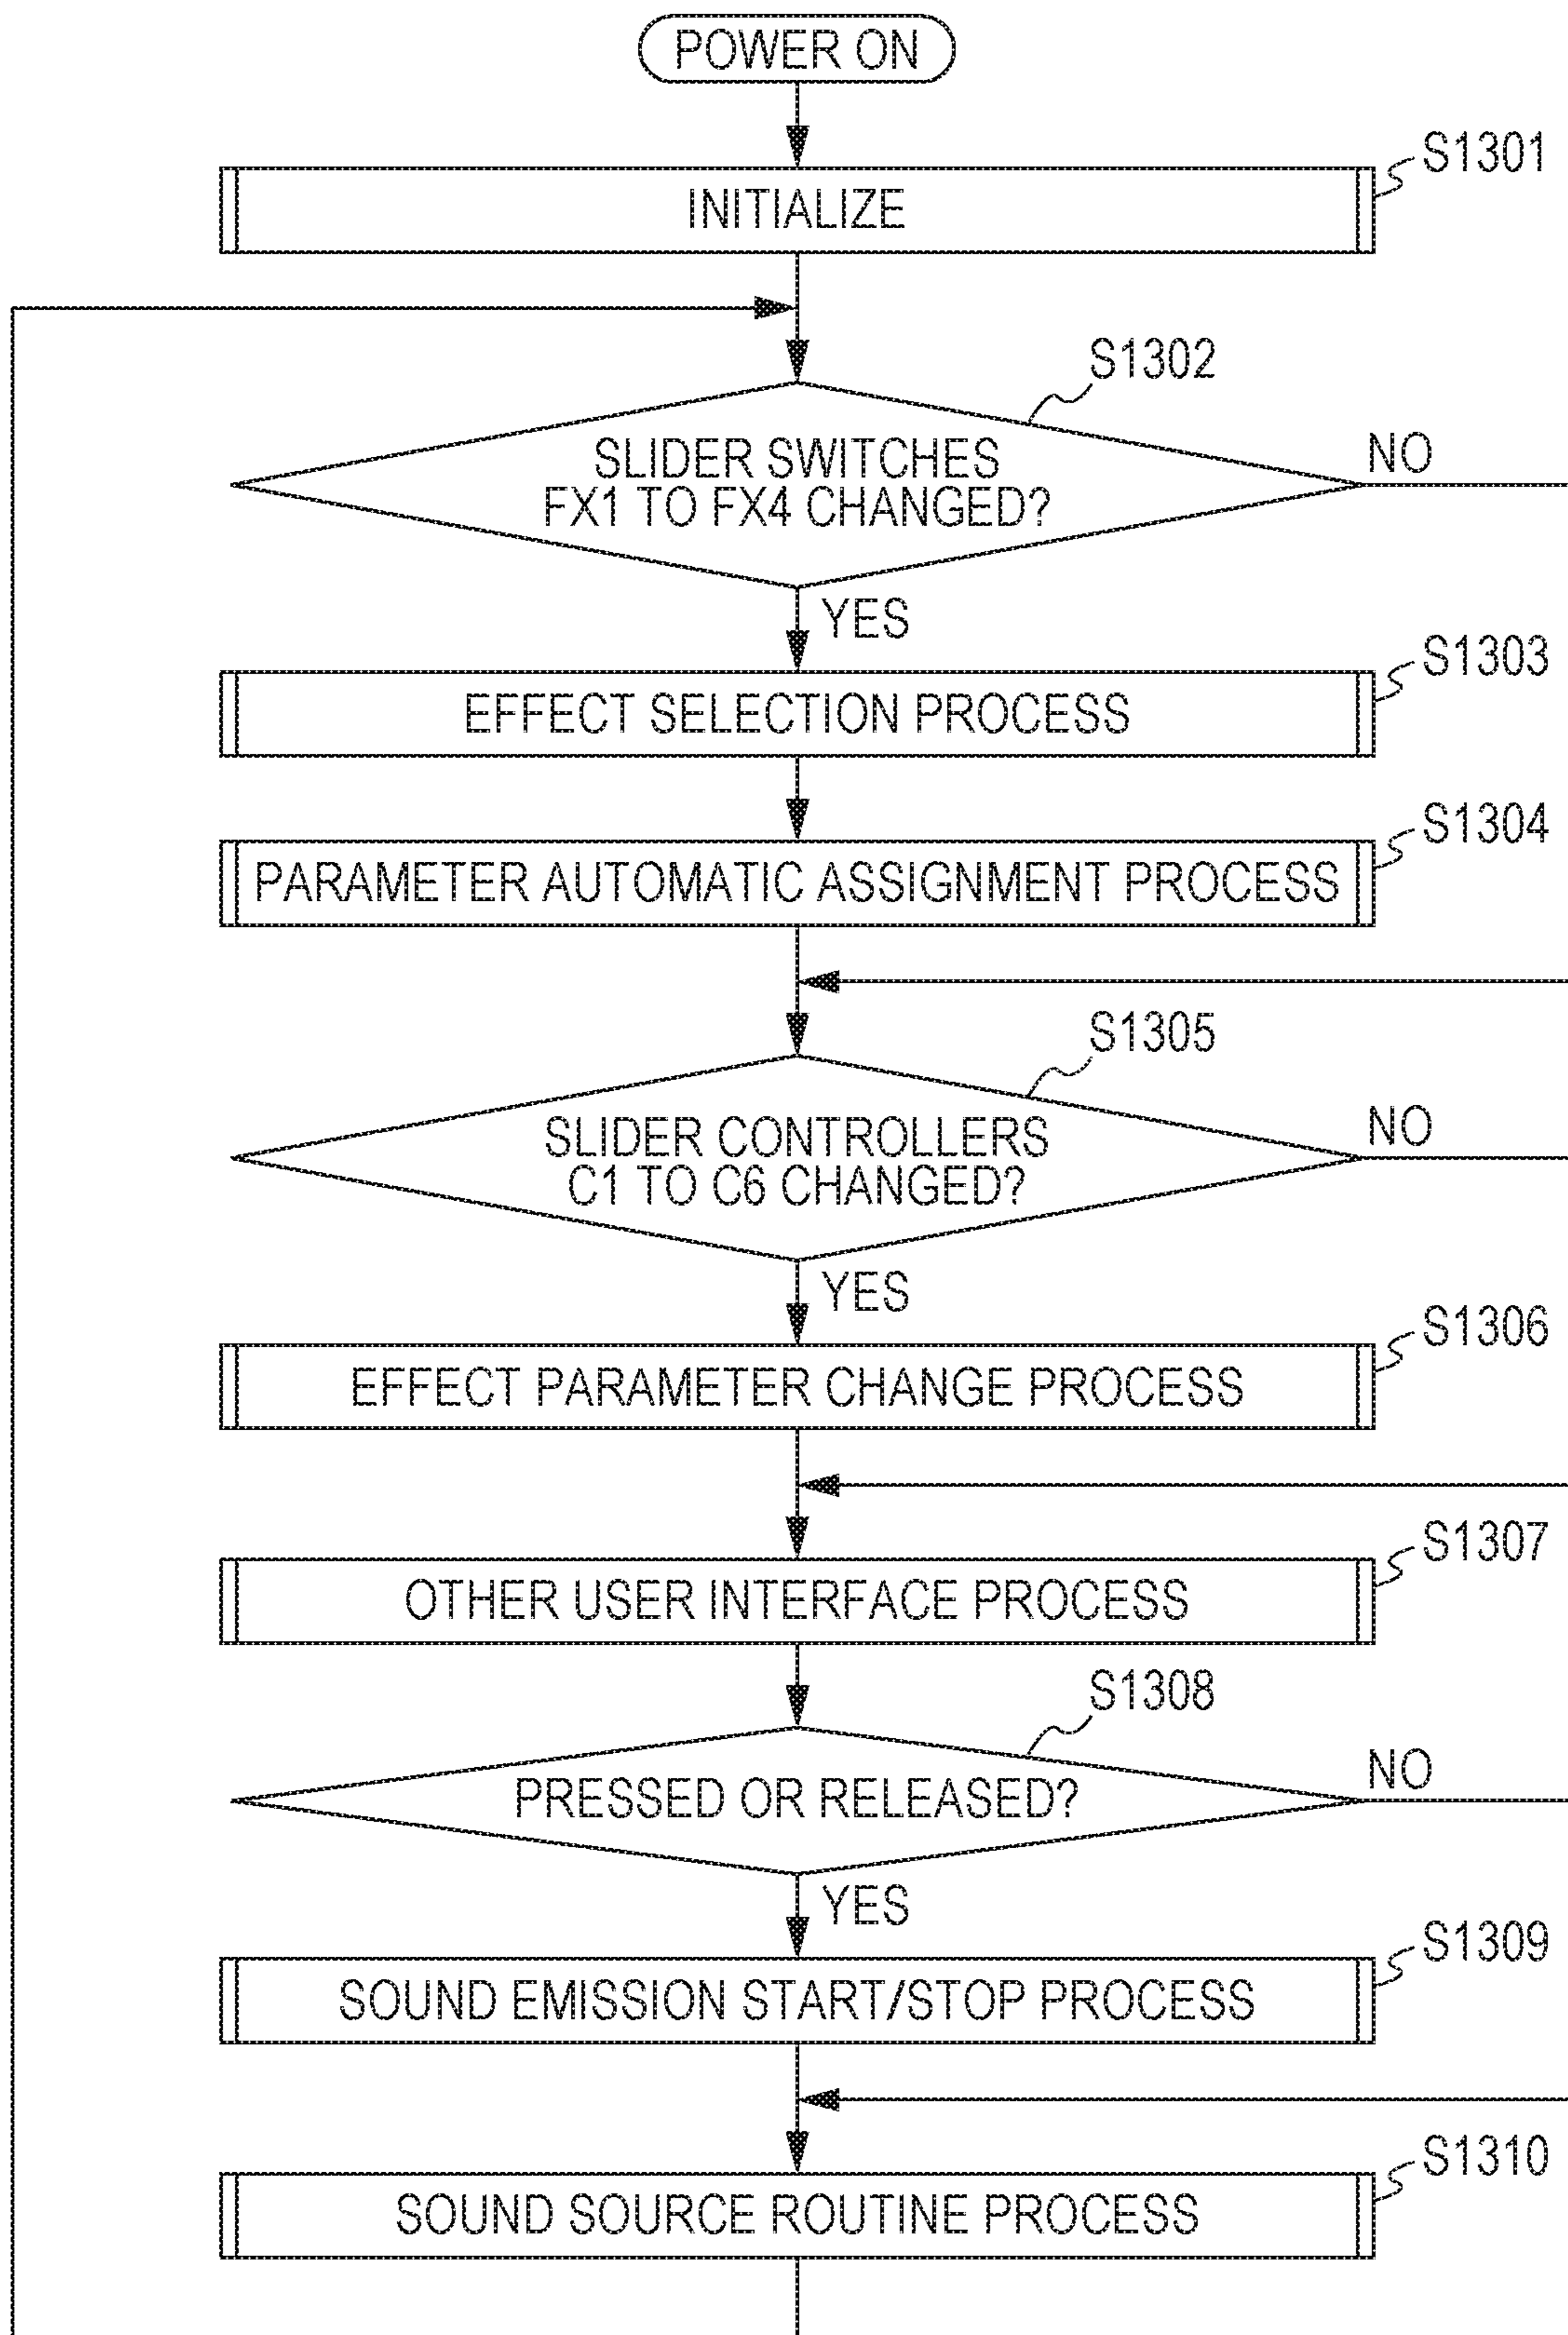 POWER ON
S1301
INITIALIZE
S1302
SLIDER SWITCHES
FX1 TO FX4 CHANGED?
NO
YES
S1303
EFFECT SELECTION PROCESS
S1304
PARAMETER AUTOMATIC ASSIGNMENT PROCESS
S1305
SLIDER CONTROLLERS
C1 TO C6 CHANGED?
NO
YES
S1306
EFFECT PARAMETER CHANGE PROCESS
S1307
OTHER USER INTERFACE PROCESS
S1308
PRESSED OR RELEASED?
NO
YES
S1309
SOUND EMISSION START/STOP PROCESS
S1310
SOUND SOURCE ROUTINE PROCESS